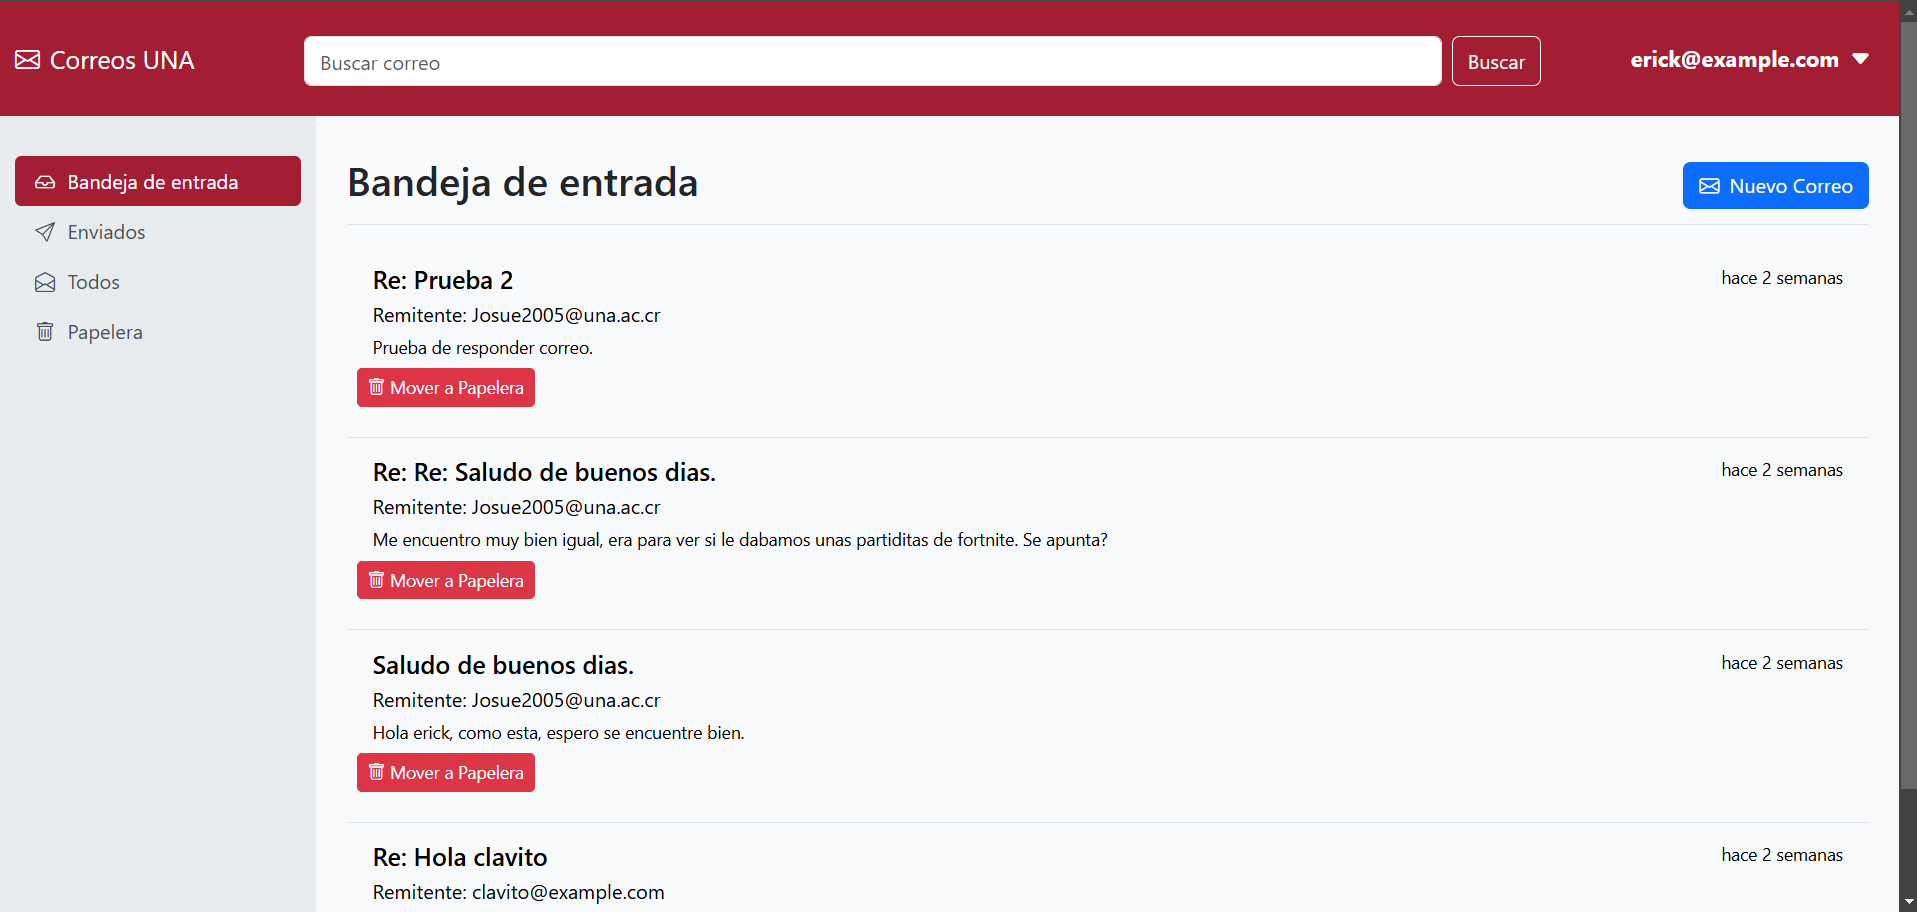 Correos UNA
Buscar correo
Buscar
erick@example.com
Bandeja de entrada
Enviados
Todos
Papelera
Bandeja de entrada
Nuevo Correo
Re: Prueba 2
hace 2 semanas
Remitente: Josue2005@una.ac.cr
Prueba de responder correo.
Mover a Papelera
Re: Re: Saludo de buenos dias.
hace 2 semanas
Remitente: Josue2005@una.ac.cr
Me encuentro muy bien igual, era para ver si le dabamos unas partiditas de fortnite. Se apunta?
Mover a Papelera
Saludo de buenos dias.
hace 2 semanas
Remitente: Josue2005@una.ac.cr
Hola erick, como esta, espero se encuentre bien.
Mover a Papelera
Re: Hola clavito
hace 2 semanas
Remitente: clavito@example.com